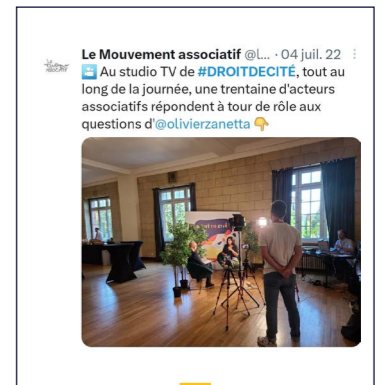 Le Mouvement associatif @l... · 04 juil. 22
Au studio TV de #DROITDECITÉ, tout au
long de la journée, une trentaine d'acteurs
associatifs répondent à tour de rôle aux
questions d'@olivierzanetta